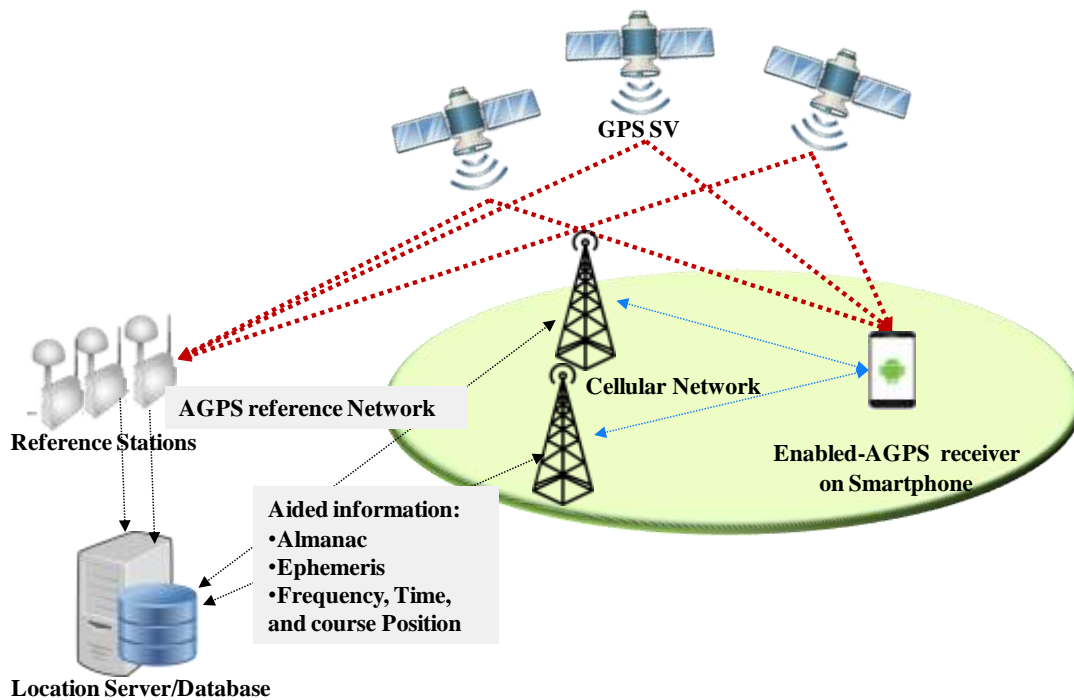 GPS SV
Cellular Network
AGPS reference Network
Reference Stations
Enabled-AGPS receiver
on Smartphone
Aided information:
•Almanac
•Ephemeris
•Frequency, Time,
and course Position
Location Server/Database